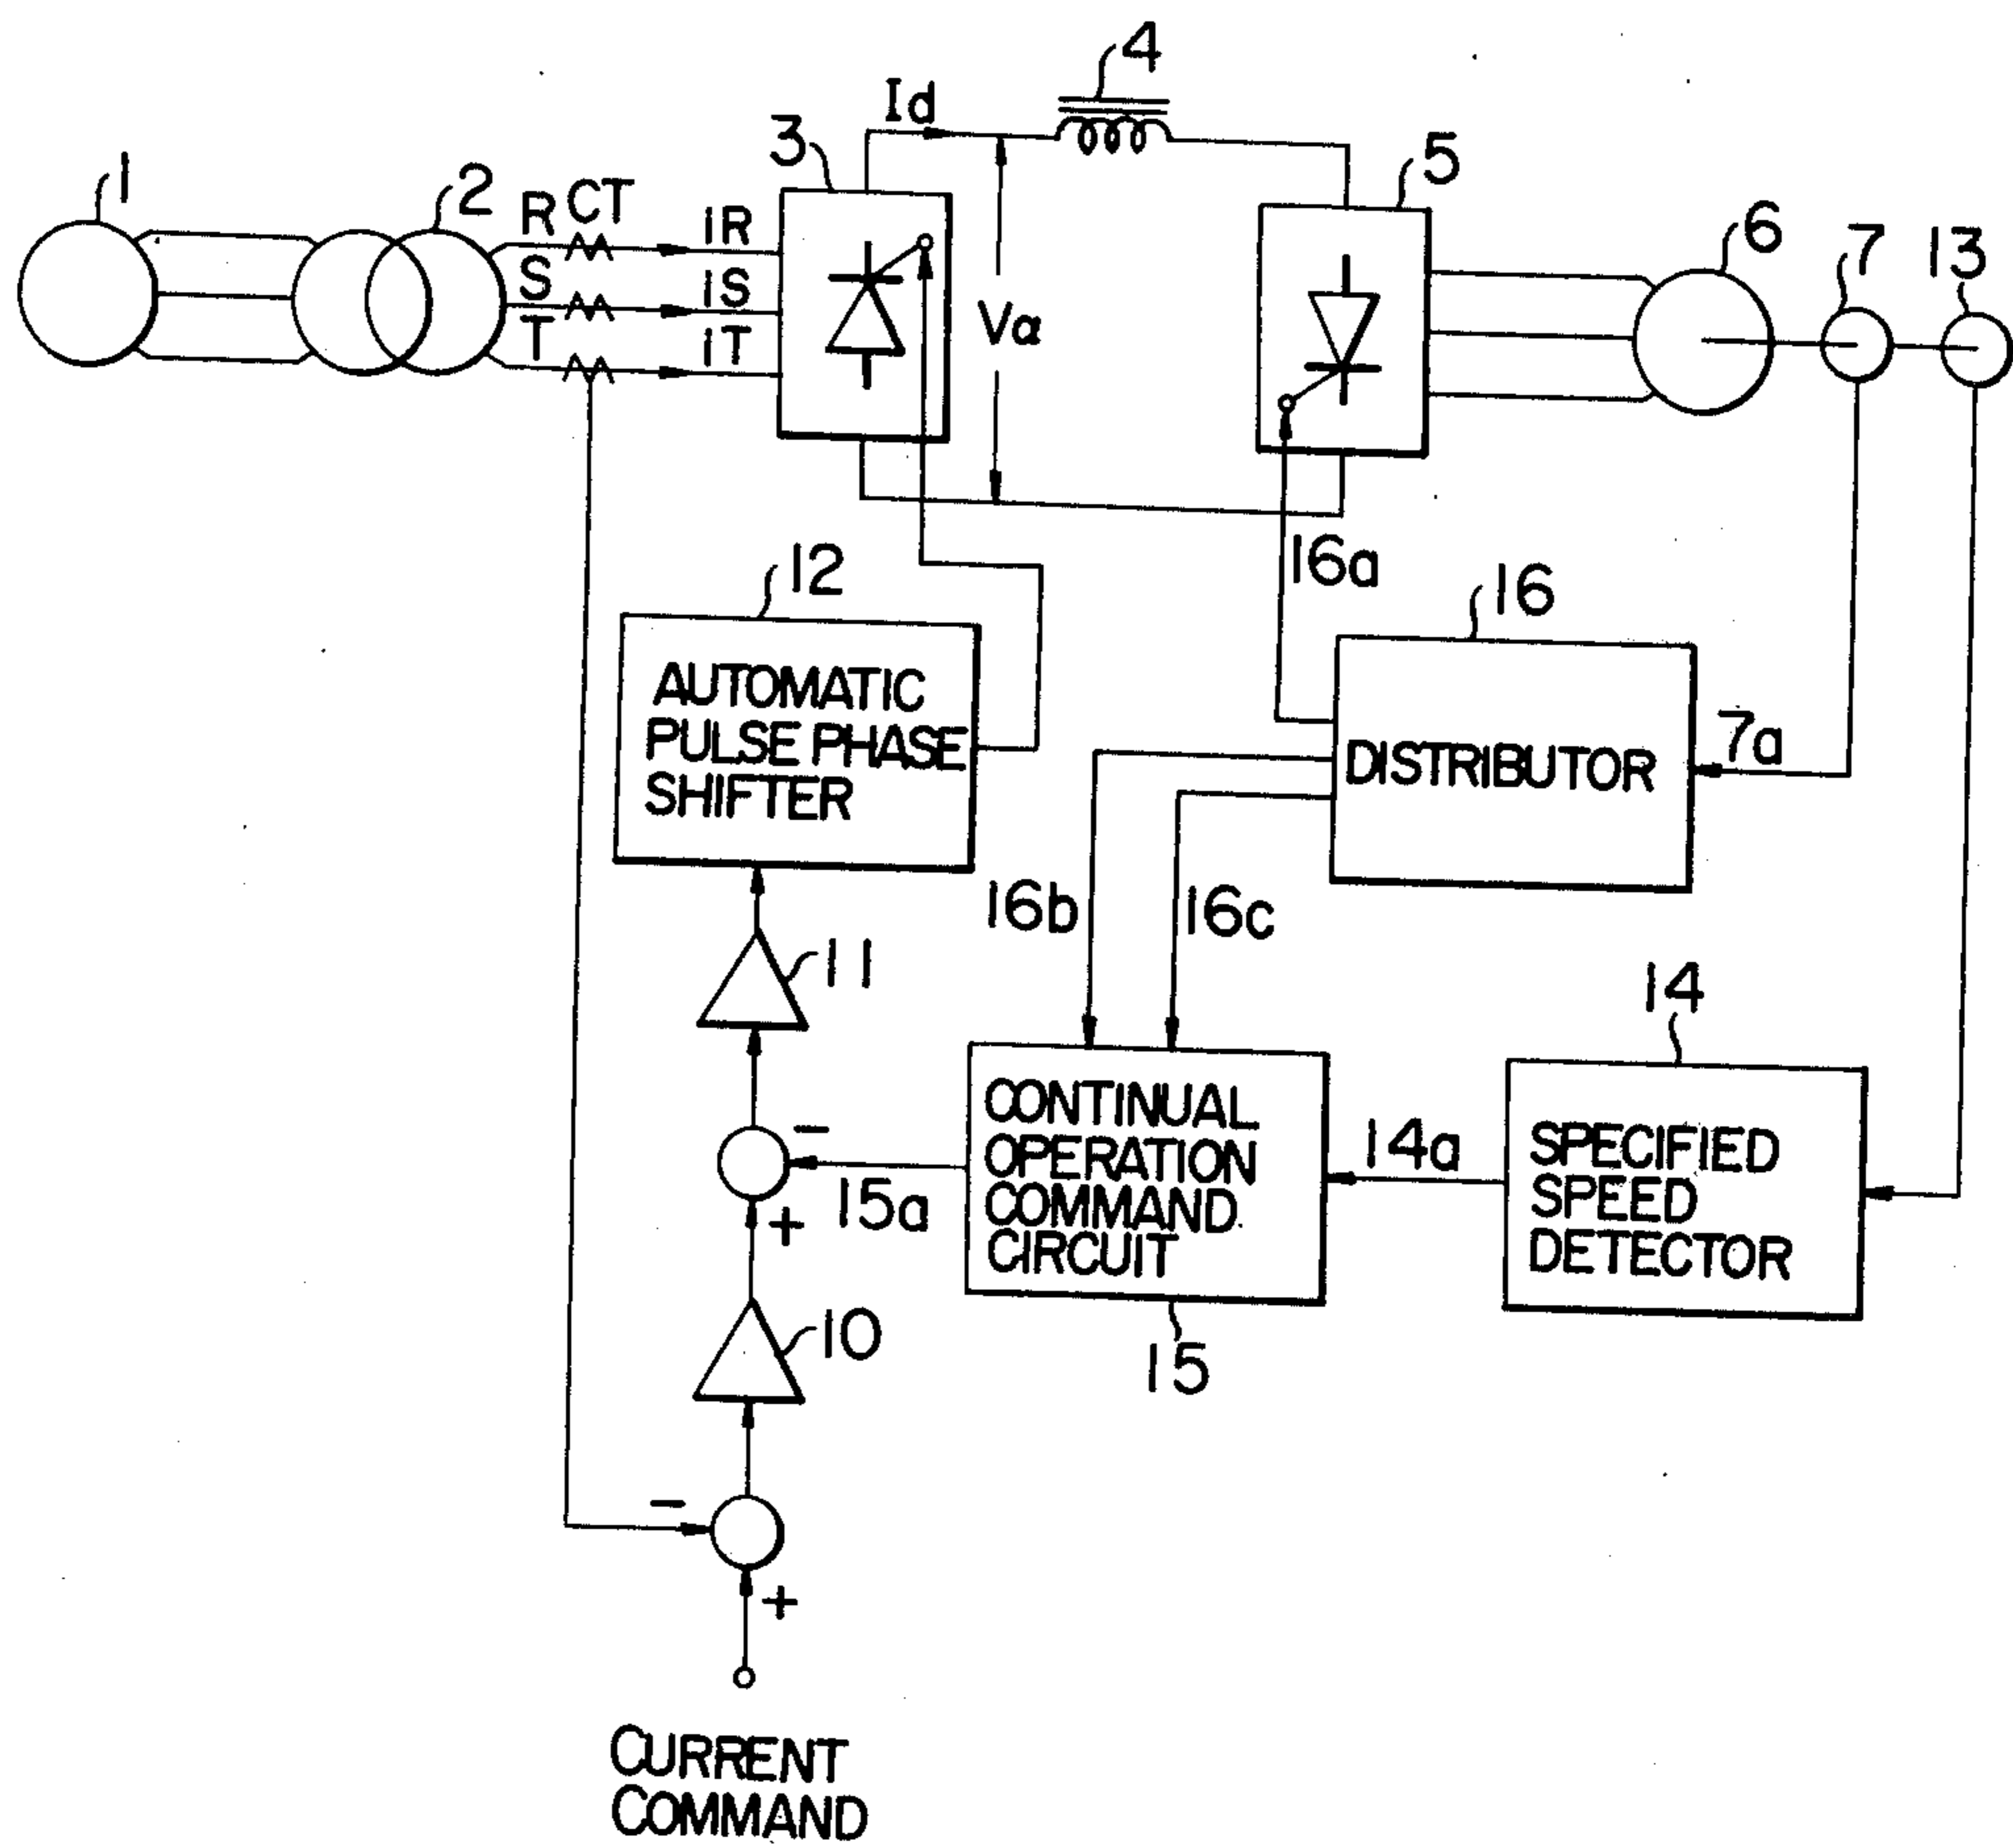 4
Id
3
5
1
2
R
CT
iR
6
7
13
S
iS
Vα
T
iT
12
16a
16
AUTOMATIC
PULSE PHASE
SHIFTER
DISTRIBUTOR
7a
16b
16c
11
14
CONTINUAL
OPERATION
COMMAND
CIRCUIT
−
15a
+
14a
SPECIFIED
SPEED
DETECTOR
10
15
−
+
CURRENT
COMMAND